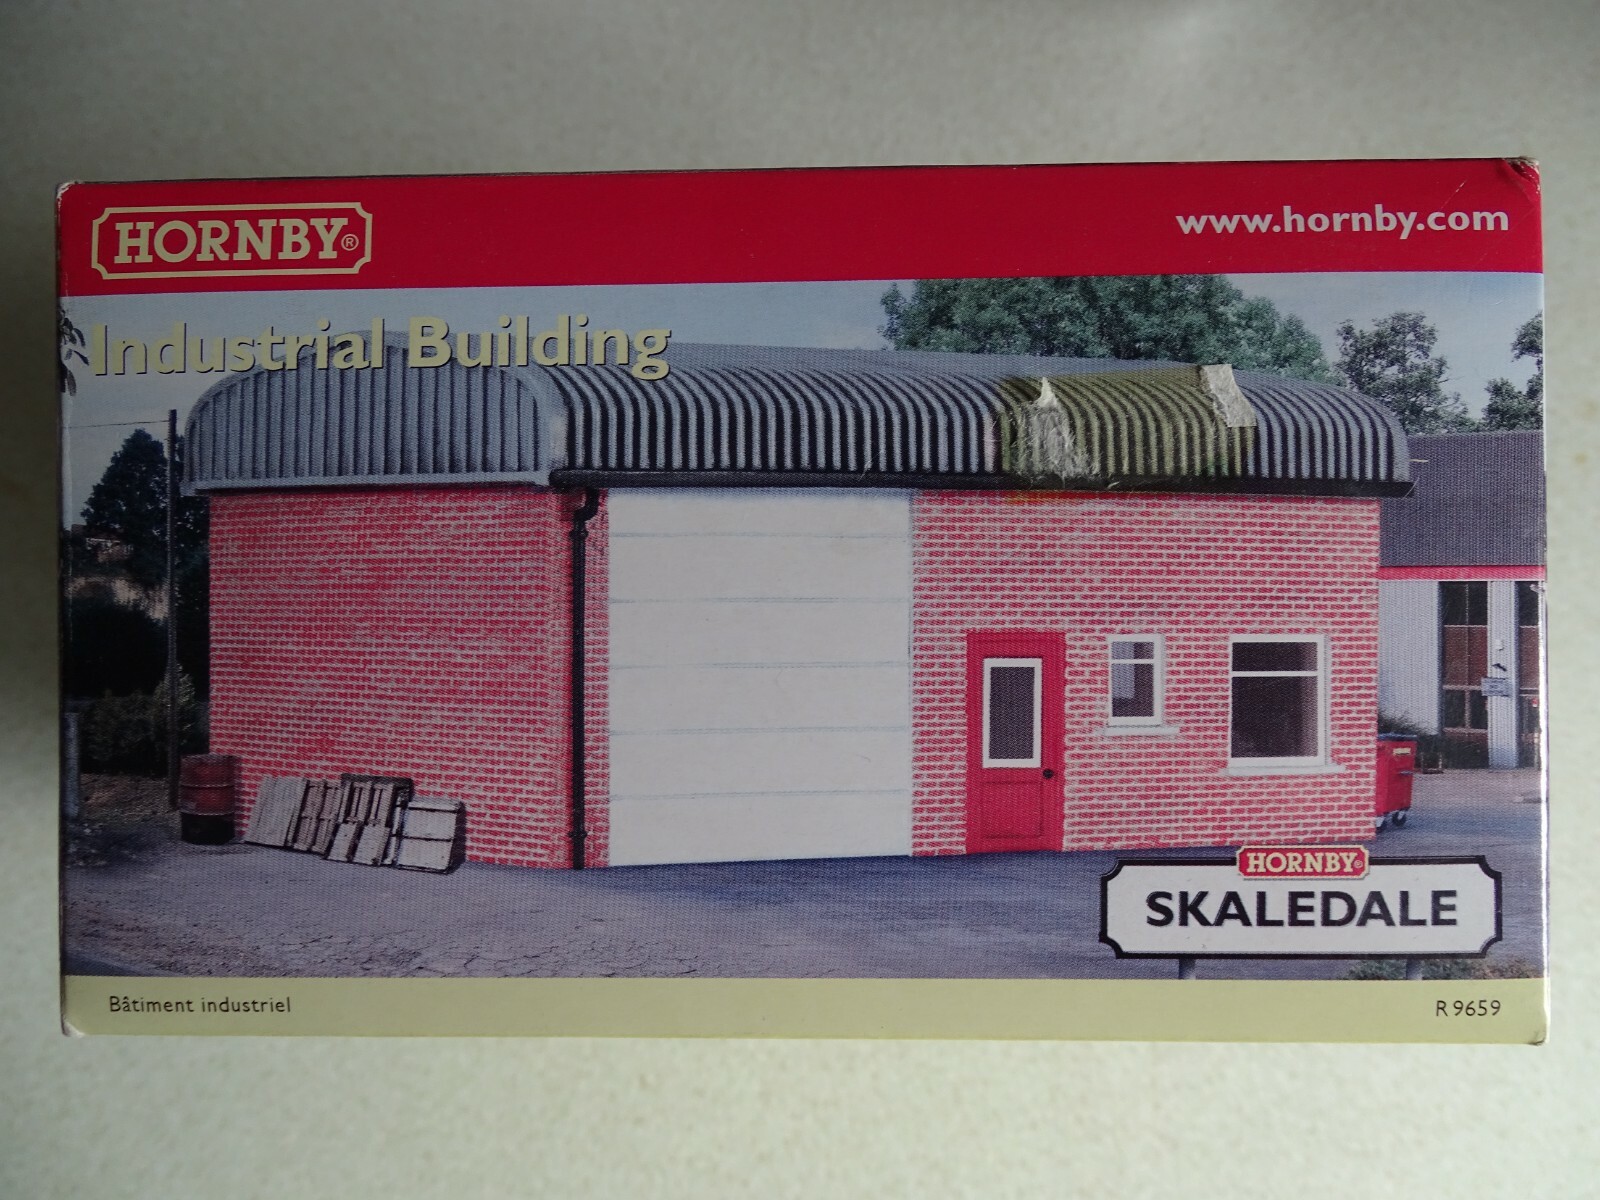 HORNBY®
www.hornby.com
Industrial Building
HORNBY®
SKALEDALE
Bâtiment industriel
R 9659